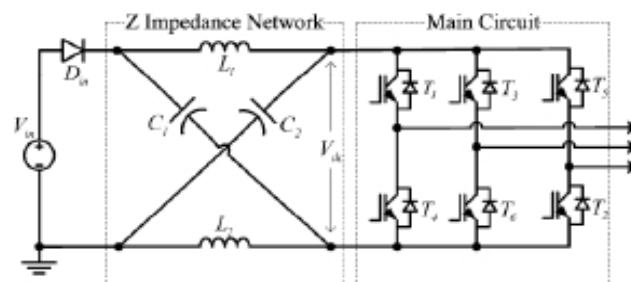 Z Impedance Network
Main Circuit
D_in
L_1
T_1
T_3
T_5
V_in
C_1
C_2
V_dc
L_2
T_4
T_6
T_2